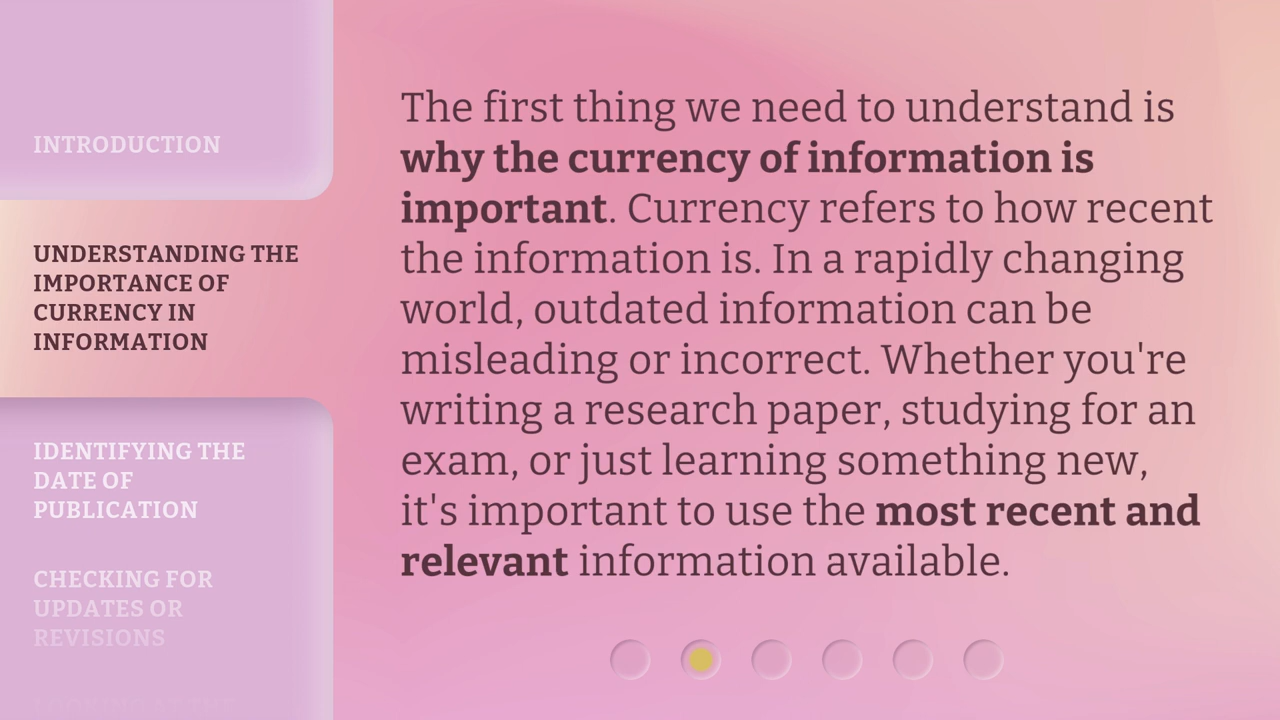 INTRODUCTION
UNDERSTANDING THE
IMPORTANCE OF
CURRENCY IN
INFORMATION
IDENTIFYING THE
DATE OF
PUBLICATION
CHECKING FOR
UPDATES OR
REVISIONS
The first thing we need to understand is
why the currency of information is
important. Currency refers to how recent
the information is. In a rapidly changing
world, outdated information can be
misleading or incorrect. Whether you're
writing a research paper, studying for an
exam, or just learning something new,
it's important to use the most recent and
relevant information available.